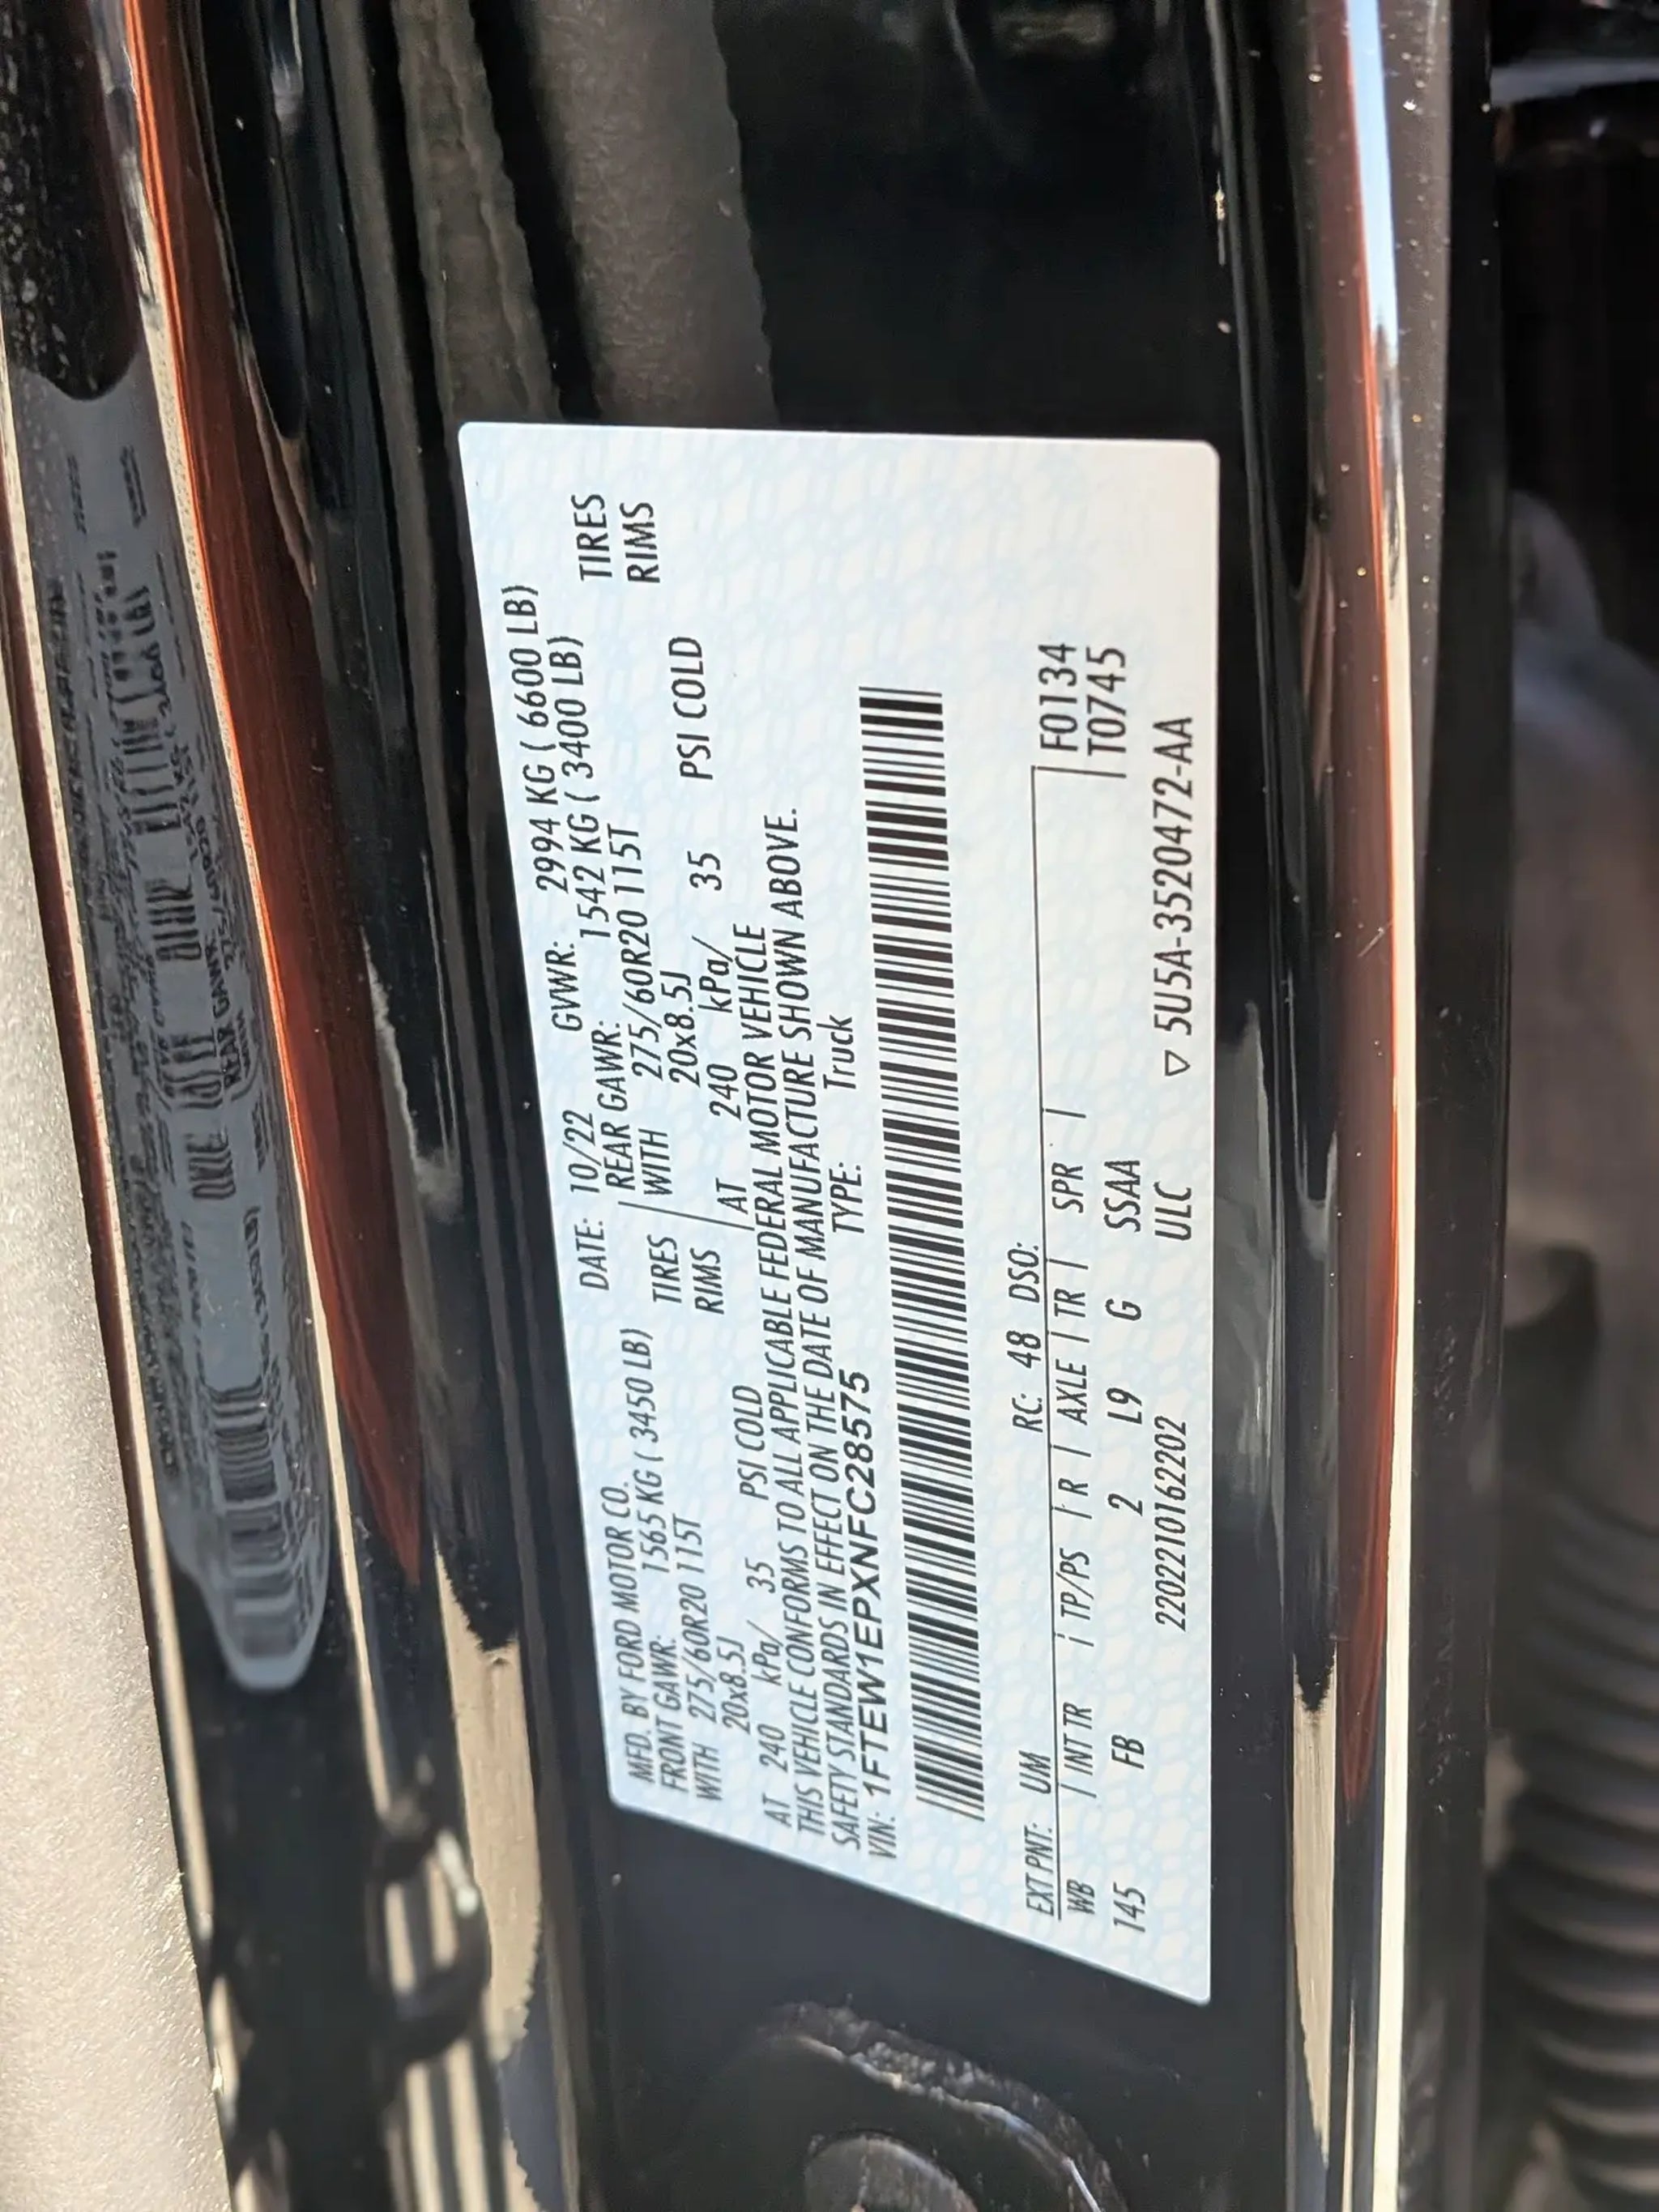 MFD. BY FORD MOTOR CO.
DATE: 10/22 GVWR: 2994 KG ( 6600 LB)
FRONT GAWR: 1565 KG ( 3450 LB) REAR GAWR: 1542 KG ( 3400 LB)
WITH 275/60R20 115T TIRES WITH 275/60R20 115T TIRES
20x8.5J RIMS 20x8.5J RIMS
AT 240 kPa/ 35 PSI COLD AT 240 kPa/ 35 PSI COLD
THIS VEHICLE CONFORMS TO ALL APPLICABLE FEDERAL MOTOR VEHICLE
SAFETY STANDARDS IN EFFECT ON THE DATE OF MANUFACTURE SHOWN ABOVE.
VIN: 1FTEW1EPXNFC28575 TYPE: Truck
EXT PNT: UM RC: 48 DSO: F0134
WB / INT TR / TP/PS / R / AXLE / TR / SPR / T0745
145 FB 2 L9 G SSAA
2202210162202 ULC ▽ 5U5A-3520472-AA